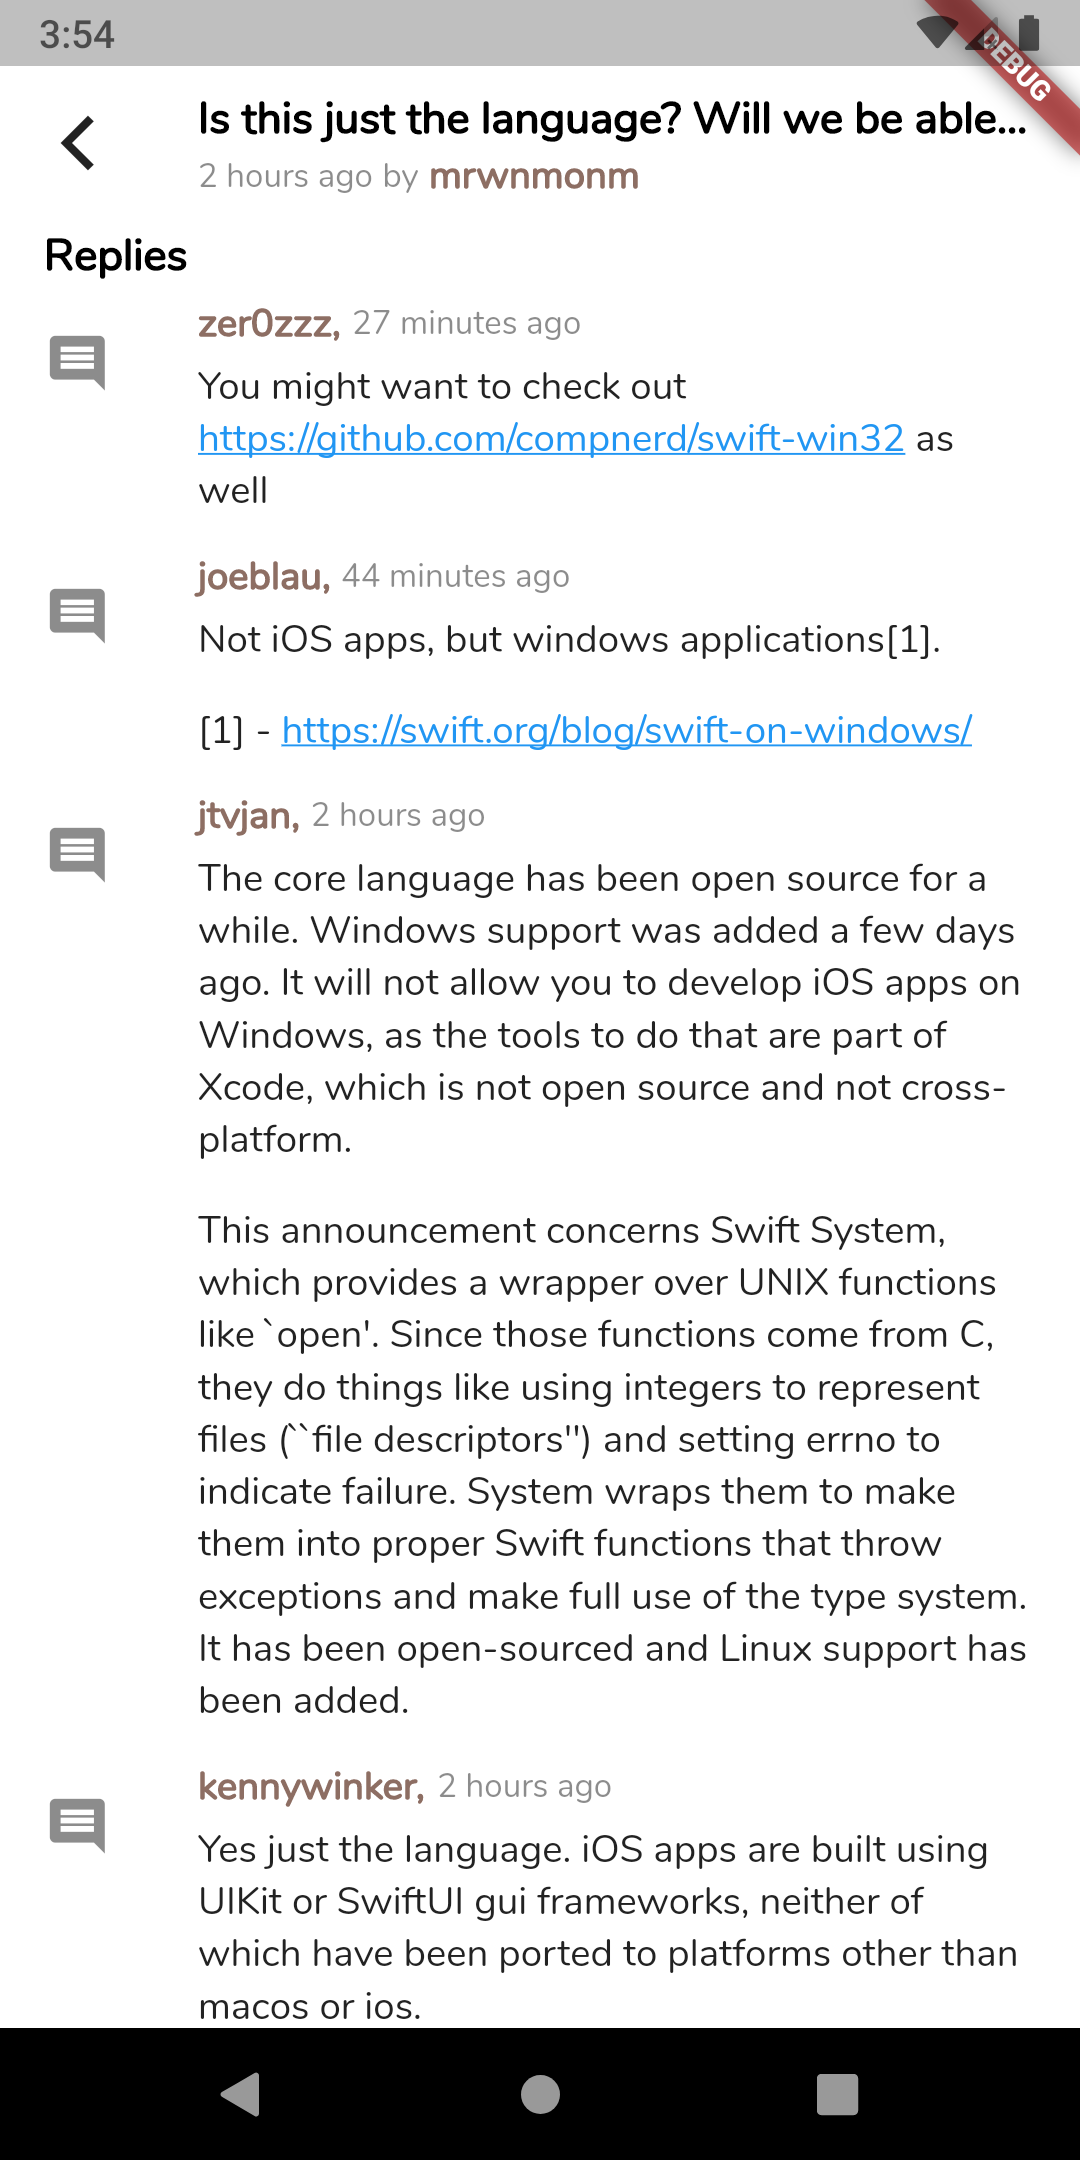 3:54
DEBUG
Is this just the language? Will we be able...
2 hours ago by mrwnmonm
Replies
zer0zzz, 27 minutes ago
You might want to check out
https://github.com/compnerd/swift-win32 as
well
joeblau, 44 minutes ago
Not iOS apps, but windows applications[1].
[1] - https://swift.org/blog/swift-on-windows/
jtvjan, 2 hours ago
The core language has been open source for a
while. Windows support was added a few days
ago. It will not allow you to develop iOS apps on
Windows, as the tools to do that are part of
Xcode, which is not open source and not cross-
platform.
This announcement concerns Swift System,
which provides a wrapper over UNIX functions
like `open'. Since those functions come from C,
they do things like using integers to represent
files (``file descriptors'') and setting errno to
indicate failure. System wraps them to make
them into proper Swift functions that throw
exceptions and make full use of the type system.
It has been open-sourced and Linux support has
been added.
kennywinker, 2 hours ago
Yes just the language. iOS apps are built using
UIKit or SwiftUI gui frameworks, neither of
which have been ported to platforms other than
macos or ios.